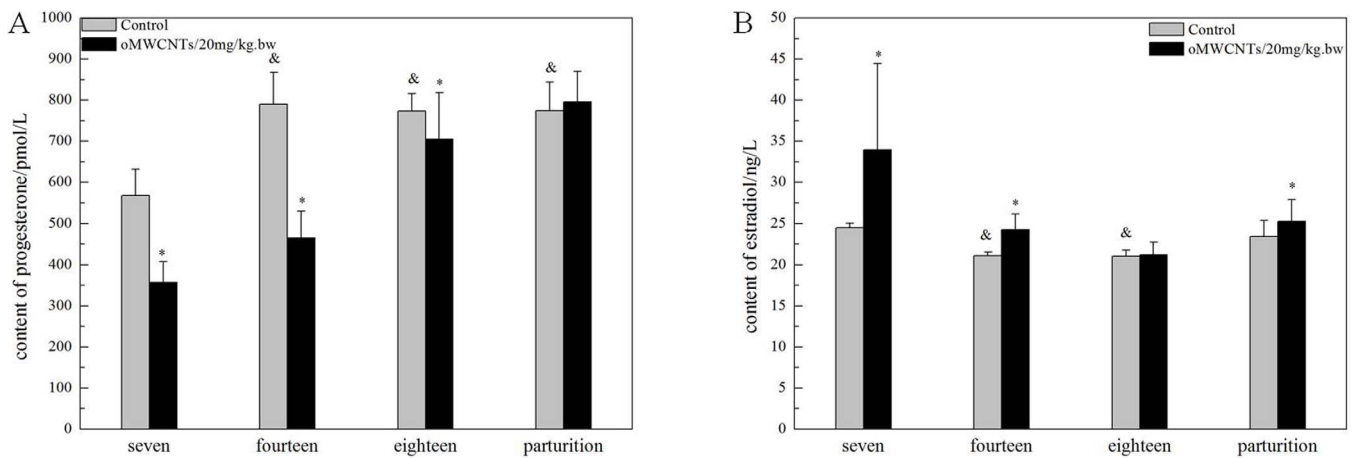 A
content of progesterone/pmol/L
1000
900
800
700
600
500
400
300
200
100
0
Control
oMWCNTs/20mg/kg.bw
*
&
*
&
*
&
seven
fourteen
eighteen
parturition
B
content of estradiol/ng/L
50
45
40
35
30
25
20
15
10
5
0
Control
oMWCNTs/20mg/kg.bw
*
&
*
&
*
seven
fourteen
eighteen
parturition